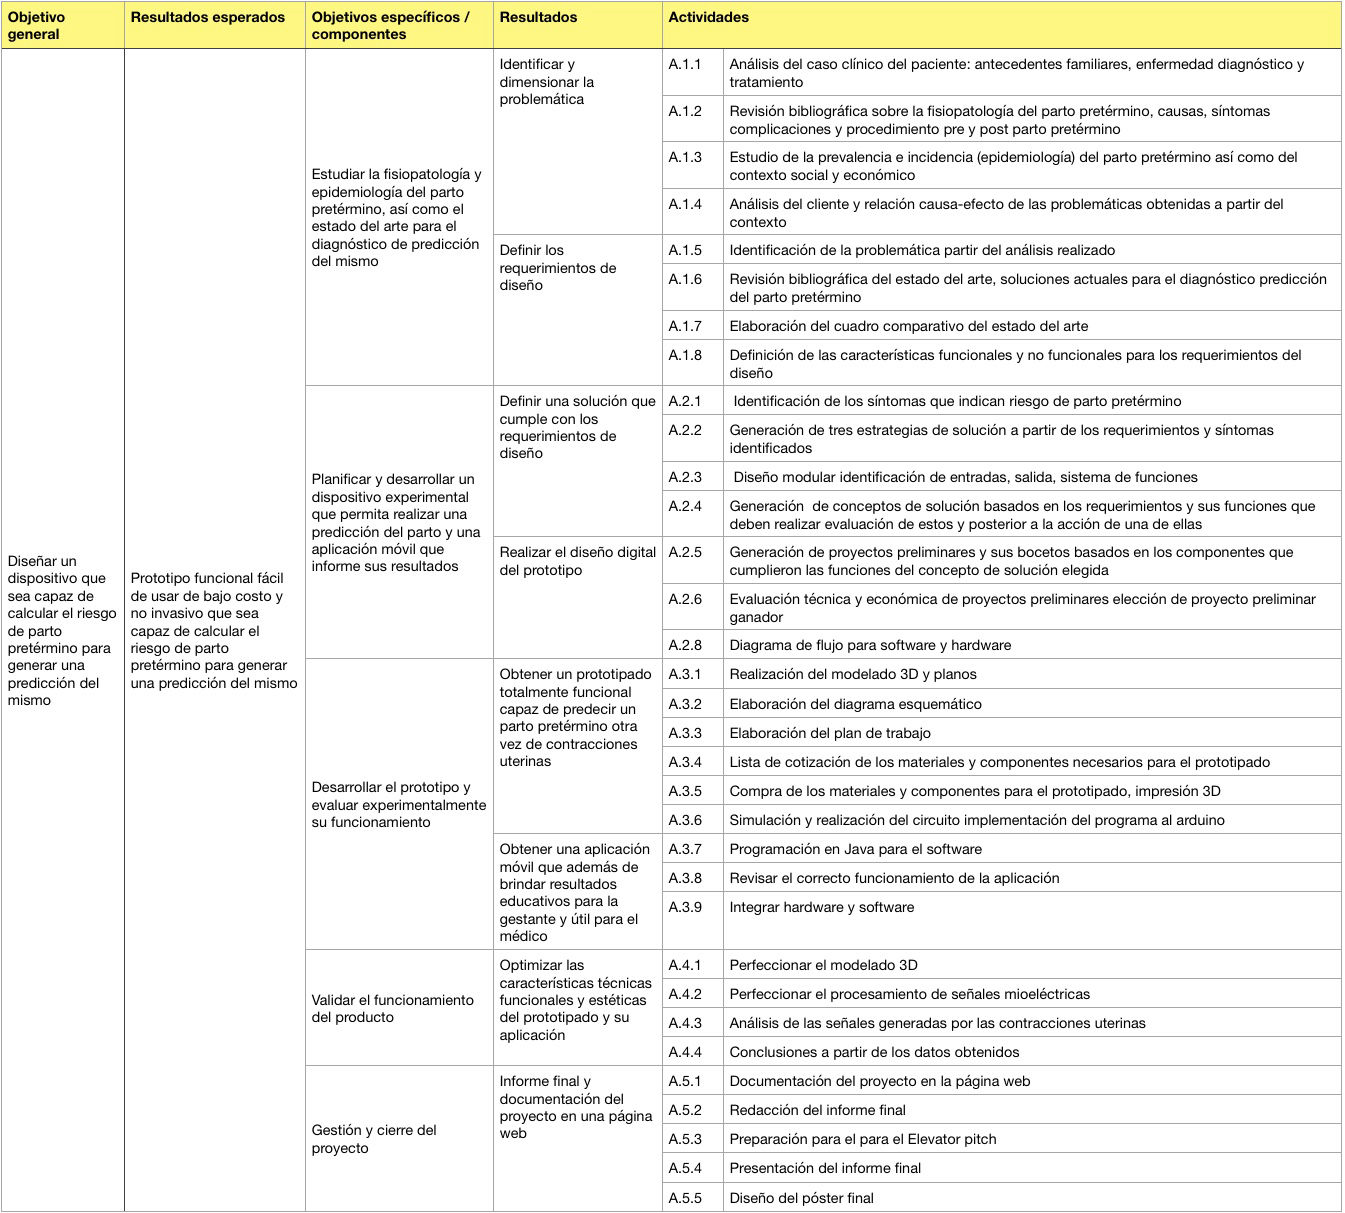 Objetivo
general
Resultados esperados
Objetivos específicos /
componentes
Resultados
Actividades
Diseñar un
dispositivo que
sea capaz de
calcular el riesgo
de parto
pretérmino para
generar una
predicción del
mismo
Prototipo funcional fácil
de usar de bajo costo y
no invasivo que sea
capaz de calcular el
riesgo de parto
pretérmino para generar
una predicción del mismo
Estudiar la fisiopatología y
epidemiología del parto
pretérmino, así como el
estado del arte para el
diagnóstico de predicción
del mismo
Identificar y
dimensionar la
problemática
A.1.1 Análisis del caso clínico del paciente: antecedentes familiares, enfermedad diagnóstico y
tratamiento
A.1.2 Revisión bibliográfica sobre la fisiopatología del parto pretérmino, causas, síntomas
complicaciones y procedimiento pre y post parto pretérmino
A.1.3 Estudio de la prevalencia e incidencia (epidemiología) del parto pretérmino así como del
contexto social y económico
A.1.4 Análisis del cliente y relación causa-efecto de las problemáticas obtenidas a partir del
contexto
Definir los
requerimientos de
diseño
A.1.5 Identificación de la problemática partir del análisis realizado
A.1.6 Revisión bibliográfica del estado del arte, soluciones actuales para el diagnóstico predicción
del parto pretérmino
A.1.7 Elaboración del cuadro comparativo del estado del arte
A.1.8 Definición de las características funcionales y no funcionales para los requerimientos del
diseño
Planificar y desarrollar un
dispositivo experimental
que permita realizar una
predicción del parto y una
aplicación móvil que
informe sus resultados
Definir una solución que
cumple con los
requerimientos de
diseño
A.2.1 Identificación de los síntomas que indican riesgo de parto pretérmino
A.2.2 Generación de tres estrategias de solución a partir de los requerimientos y síntomas
identificados
A.2.3 Diseño modular identificación de entradas, salida, sistema de funciones
A.2.4 Generación  de conceptos de solución basados en los requerimientos y sus funciones que
deben realizar evaluación de estos y posterior a la acción de una de ellas
Realizar el diseño digital
del prototipo
A.2.5 Generación de proyectos preliminares y sus bocetos basados en los componentes que
cumplieron las funciones del concepto de solución elegida
A.2.6 Evaluación técnica y económica de proyectos preliminares elección de proyecto preliminar
ganador
A.2.8 Diagrama de flujo para software y hardware
Desarrollar el prototipo y
evaluar experimentalmente
su funcionamiento
Obtener un prototipado
totalmente funcional
capaz de predecir un
parto pretérmino otra
vez de contracciones
uterinas
A.3.1 Realización del modelado 3D y planos
A.3.2 Elaboración del diagrama esquemático
A.3.3 Elaboración del plan de trabajo
A.3.4 Lista de cotización de los materiales y componentes necesarios para el prototipado
A.3.5 Compra de los materiales y componentes para el prototipado, impresión 3D
A.3.6 Simulación y realización del circuito implementación del programa al arduino
Obtener una aplicación
móvil que además de
brindar resultados
educativos para la
gestante y útil para el
médico
A.3.7 Programación en Java para el software
A.3.8 Revisar el correcto funcionamiento de la aplicación
A.3.9 Integrar hardware y software
Validar el funcionamiento
del producto
Optimizar las
características técnicas
funcionales y estéticas
del prototipado y su
aplicación
A.4.1 Perfeccionar el modelado 3D
A.4.2 Perfeccionar el procesamiento de señales mioeléctricas
A.4.3 Análisis de las señales generadas por las contracciones uterinas
A.4.4 Conclusiones a partir de los datos obtenidos
Gestión y cierre del
proyecto
Informe final y
documentación del
proyecto en una página
web
A.5.1 Documentación del proyecto en la página web
A.5.2 Redacción del informe final
A.5.3 Preparación para el para el Elevator pitch
A.5.4 Presentación del informe final
A.5.5 Diseño del póster final